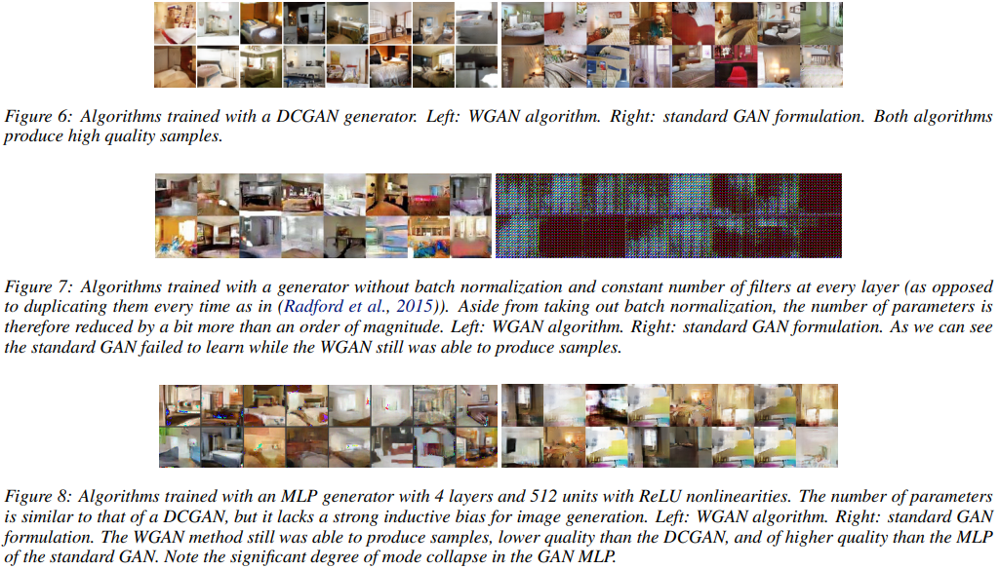 Figure 6: Algorithms trained with a DCGAN generator. Left: WGAN algorithm. Right: standard GAN formulation. Both algorithms
produce high quality samples.
Figure 7: Algorithms trained with a generator without batch normalization and constant number of filters at every layer (as opposed
to duplicating them every time as in (Radford et al., 2015)). Aside from taking out batch normalization, the number of parameters is
therefore reduced by a bit more than an order of magnitude. Left: WGAN algorithm. Right: standard GAN formulation. As we can see
the standard GAN failed to learn while the WGAN still was able to produce samples.
Figure 8: Algorithms trained with an MLP generator with 4 layers and 512 units with ReLU nonlinearities. The number of parameters
is similar to that of a DCGAN, but it lacks a strong inductive bias for image generation. Left: WGAN algorithm. Right: standard GAN
formulation. The WGAN method still was able to produce samples, lower quality than the DCGAN, and of higher quality than the MLP
of the standard GAN. Note the significant degree of mode collapse in the GAN MLP.